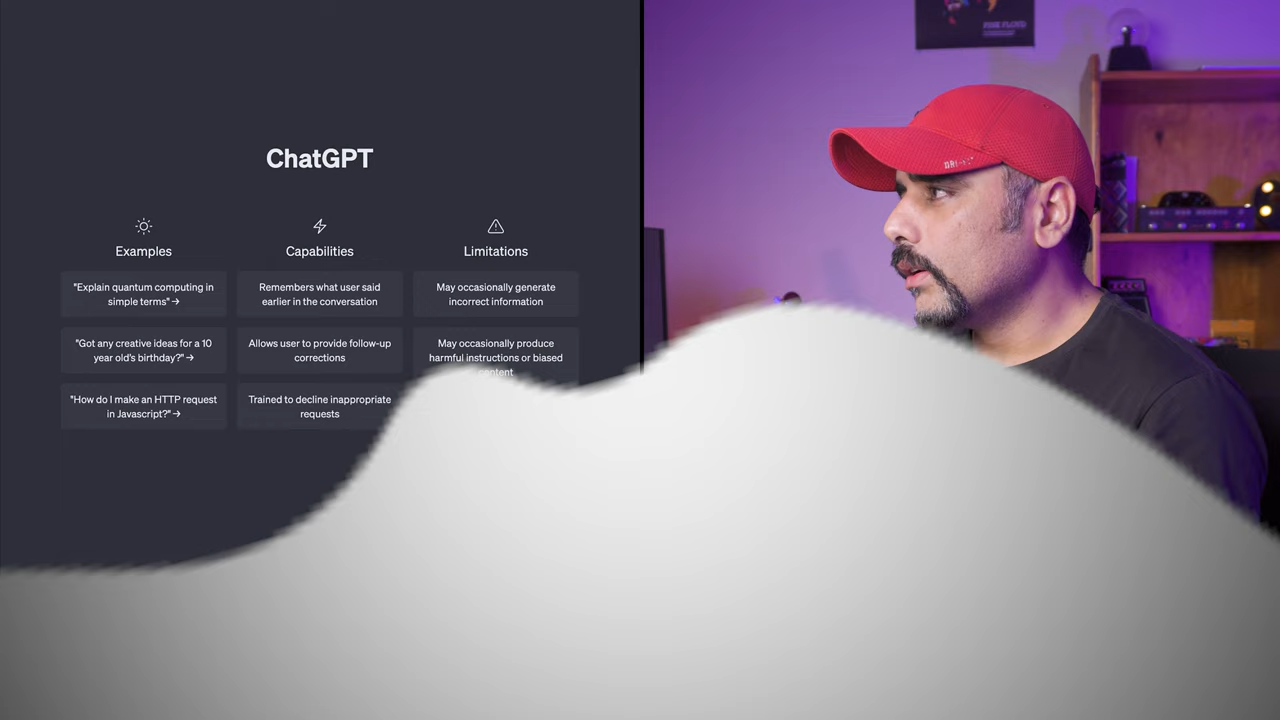 ChatGPT
Examples
"Explain quantum computing in
simple terms" →
"Got any creative ideas for a 10
year old's birthday?" →
"How do I make an HTTP request
in Javascript?" →
Capabilities
Remembers what user said
earlier in the conversation
Allows user to provide follow-up
corrections
Trained to decline inappropriate
requests
Limitations
May occasionally generate
incorrect information
May occasionally produce
harmful instructions or biased
content
PINK FLOYD